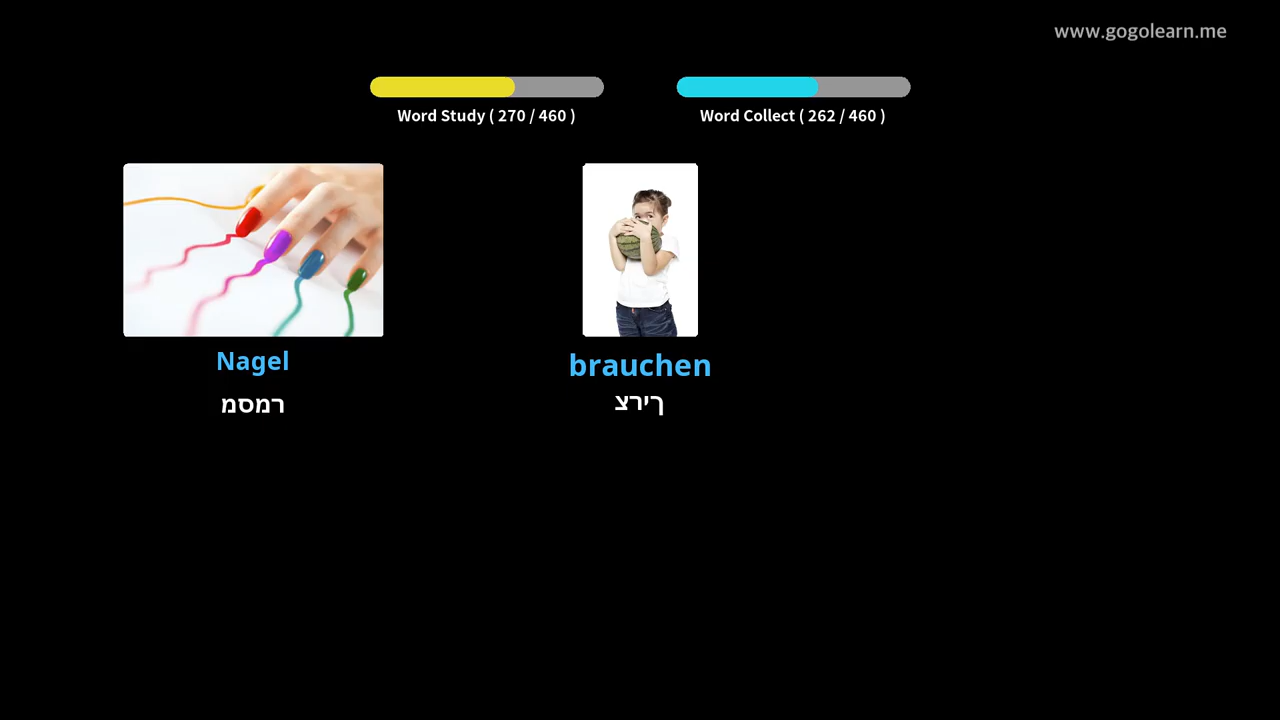 www.gogolearn.me
Word Study ( 270 / 460 )
Word Collect ( 262 / 460 )
Nagel
רמסמ
brauchen
ךירצ